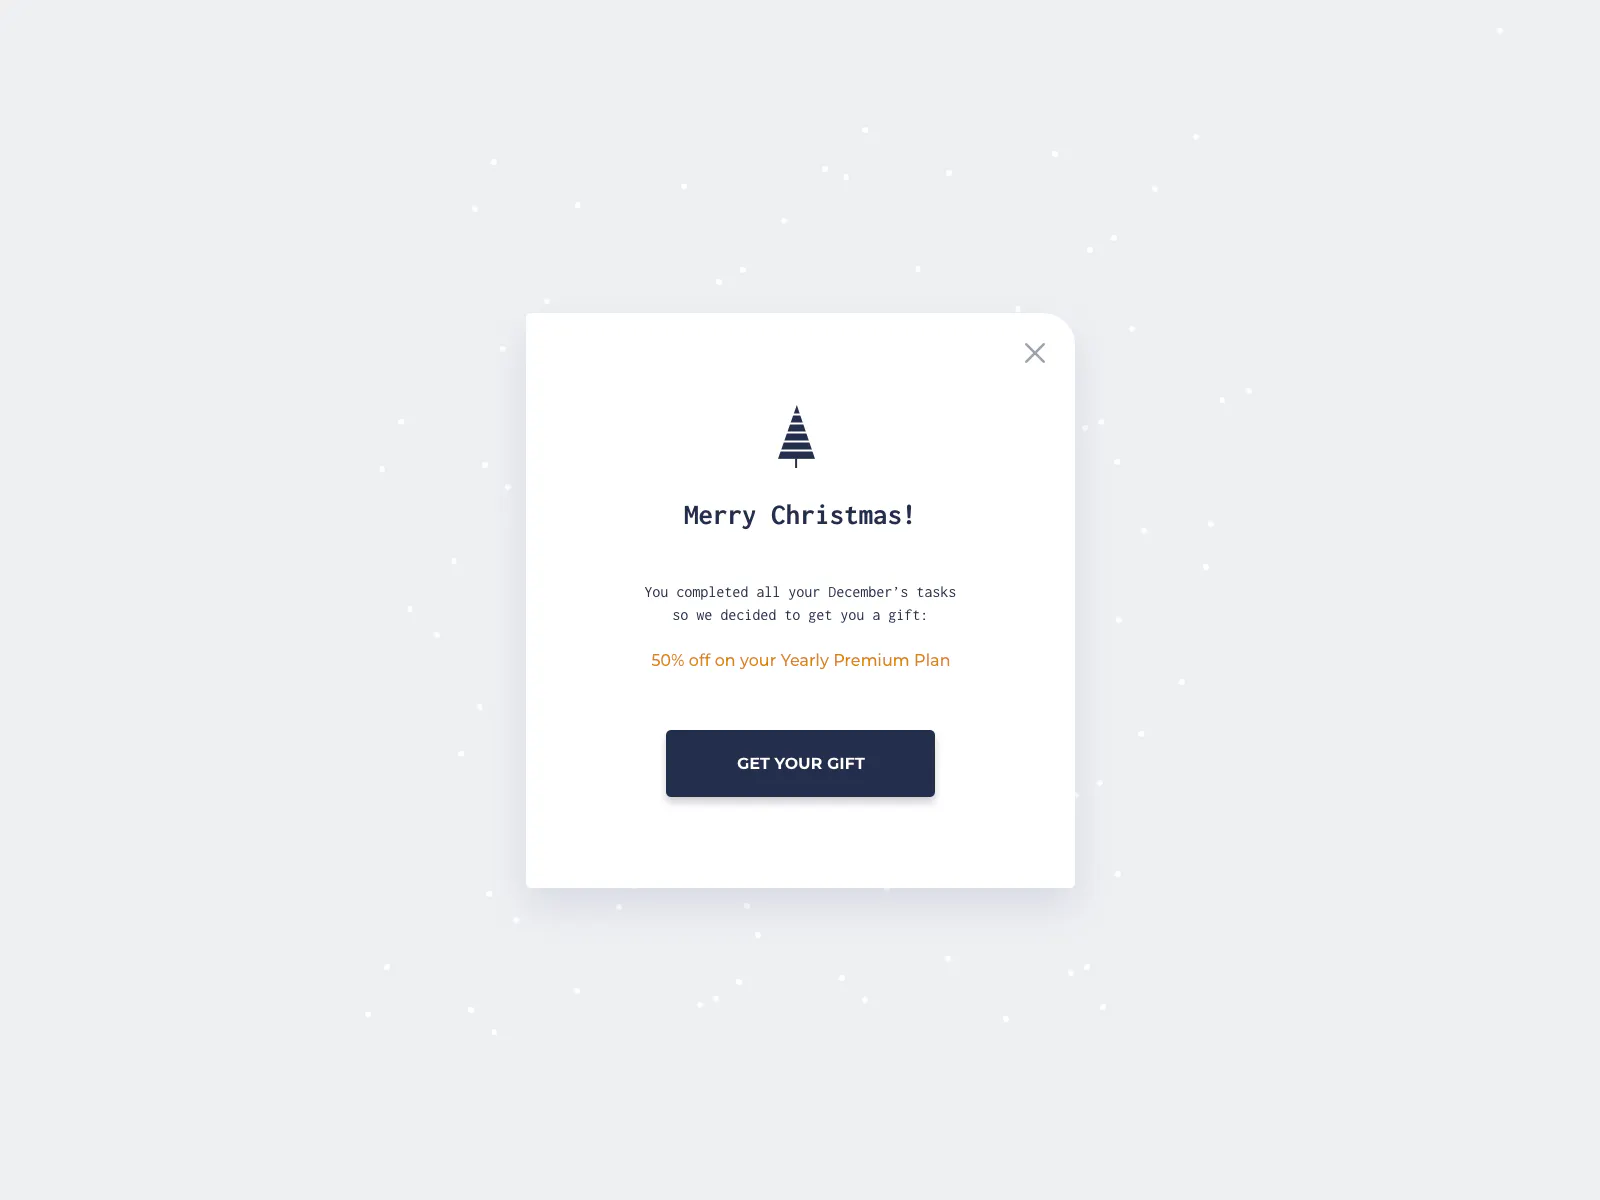 Merry Christmas!
You completed all your December’s tasks
so we decided to get you a gift:
50% off on your Yearly Premium Plan
GET YOUR GIFT